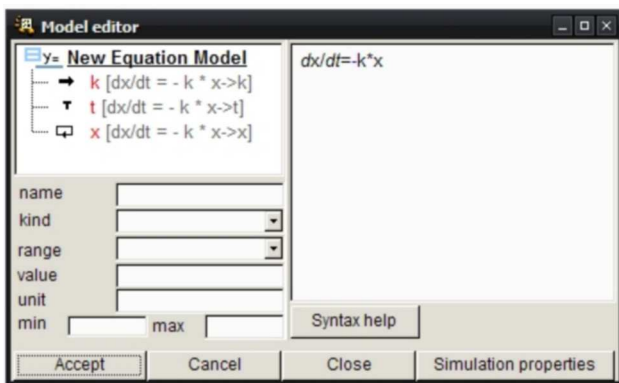 Model editor
y= New Equation Model
k [dx/dt = - k * x->k]
T t [dx/dt = - k * x->t]
x [dx/dt = - k * x->x]
dx/dt=-k*x
name
kind
range
value
unit
min max
Syntax help
Accept Cancel Close Simulation properties